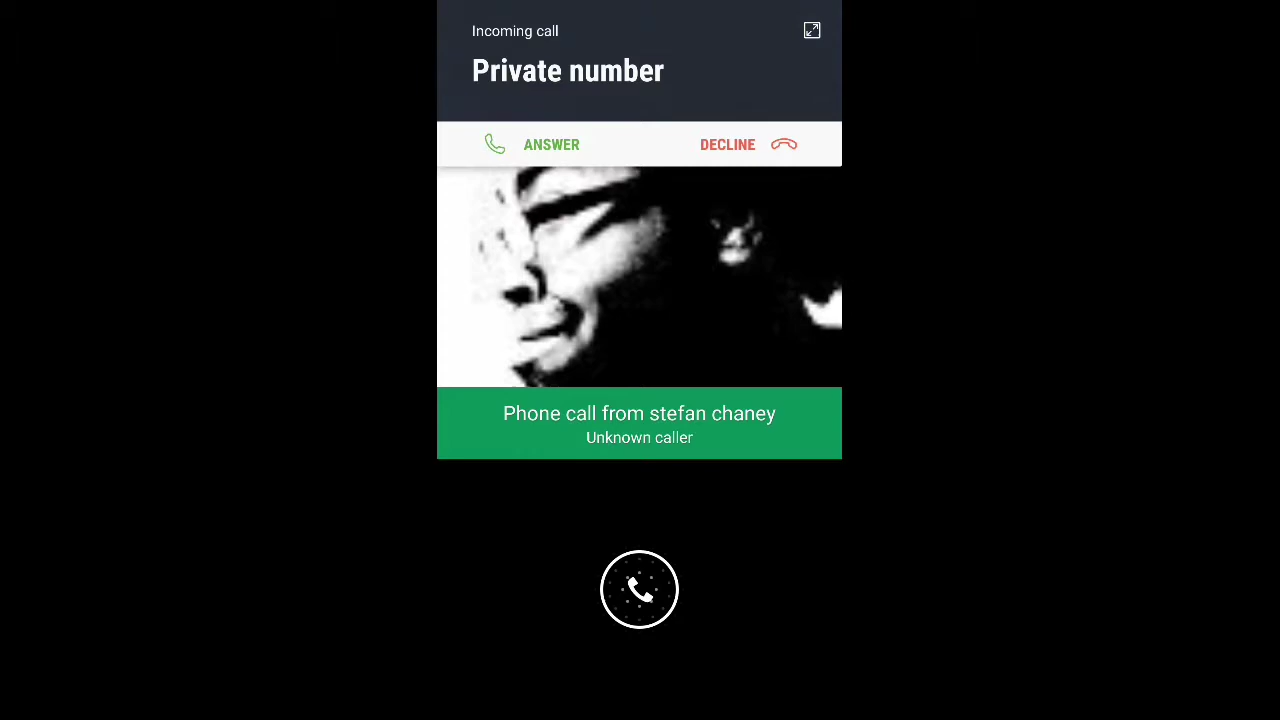 Incoming call
Private number
ANSWER
DECLINE
Phone call from stefan chaney
Unknown caller